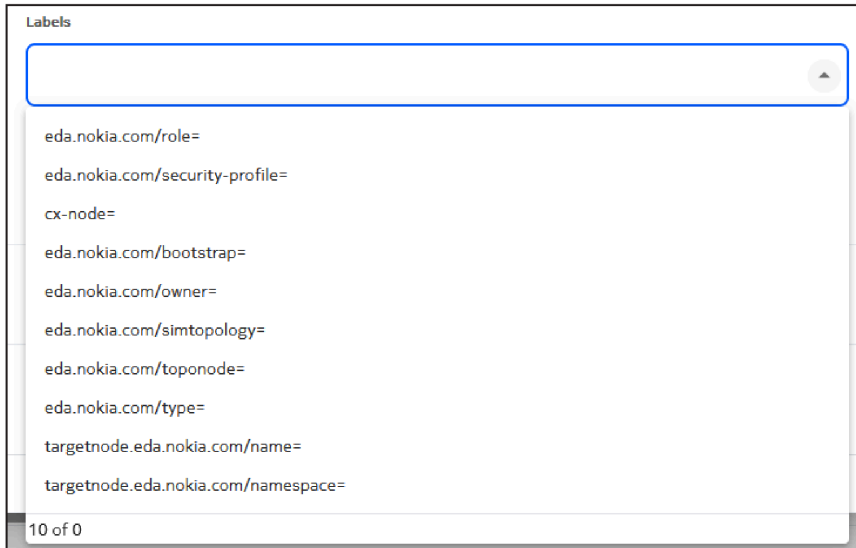 Labels
eda.nokia.com/role=
eda.nokia.com/security-profile=
cx-node=
eda.nokia.com/bootstrap=
eda.nokia.com/owner=
eda.nokia.com/simtopology=
eda.nokia.com/toponode=
eda.nokia.com/type=
targetnode.eda.nokia.com/name=
targetnode.eda.nokia.com/namespace=
10 of 0